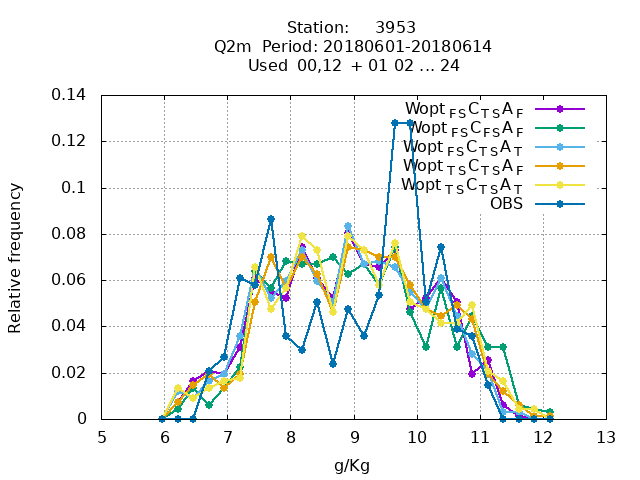 Station: 3953
Q2m Period: 20180601-20180614
Used 00,12 + 01 02 ... 24
Relative frequency
0.14
0.12
0.1
0.08
0.06
0.04
0.02
0
Wopt FS C TS A F
Wopt FS C FS A F
Wopt FS C TS A T
Wopt TS C TS A F
Wopt TS C TS A T
OBS
5 6 7 8 9 10 11 12 13
g/Kg